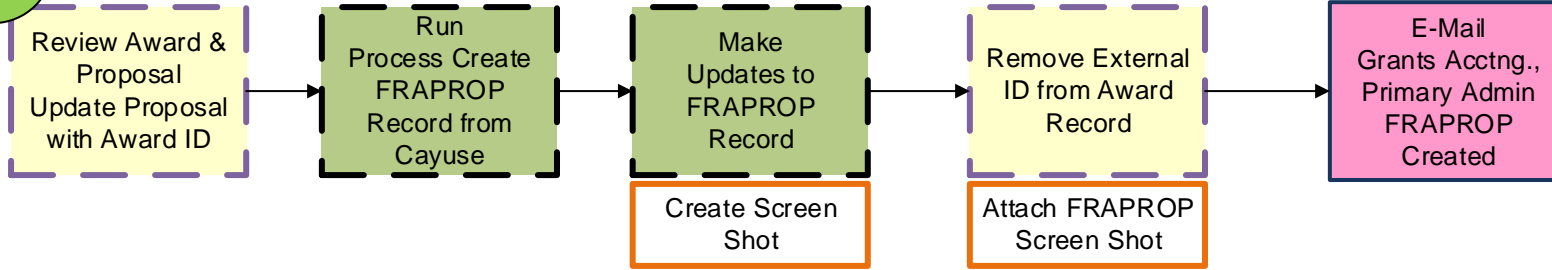 Review Award &
Proposal
Update Proposal
with Award ID
Run
Process Create
FRAPROP
Record from
Cayuse
Make
Updates to
FRAPROP
Record
Create Screen
Shot
Remove External
ID from Award
Record
Attach FRAPROP
Screen Shot
E-Mail
Grants Acctng.,
Primary Admin
FRAPROP
Created